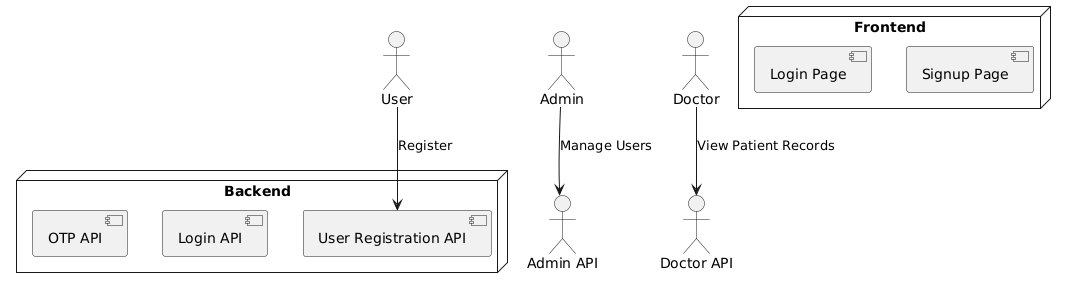 Frontend
Login Page
Signup Page
User
Admin
Doctor
Register
Manage Users
View Patient Records
Backend
OTP API
Login API
User Registration API
Admin API
Doctor API